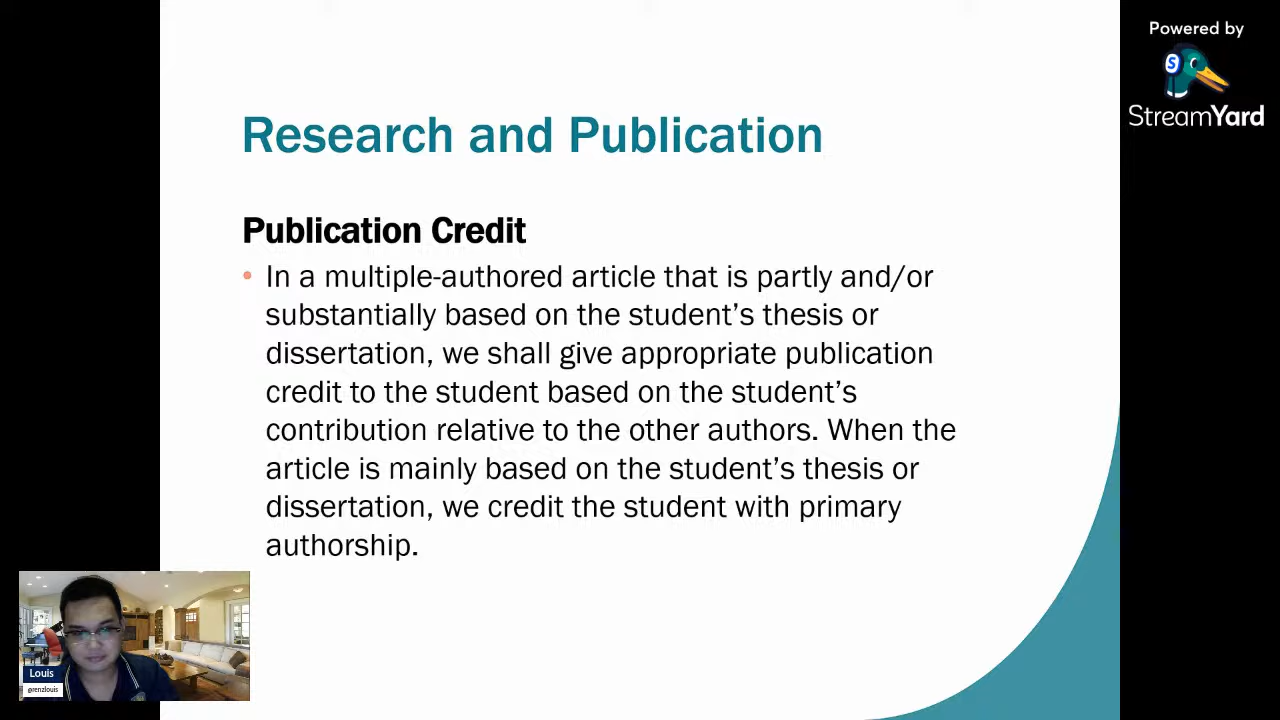 Powered by
StreamYard
Research and Publication
Publication Credit
In a multiple-authored article that is partly and/or
substantially based on the student's thesis or
dissertation, we shall give appropriate publication
credit to the student based on the student's
contribution relative to the other authors. When the
article is mainly based on the student's thesis or
dissertation, we credit the student with primary
authorship.
Louis
@renzlouis